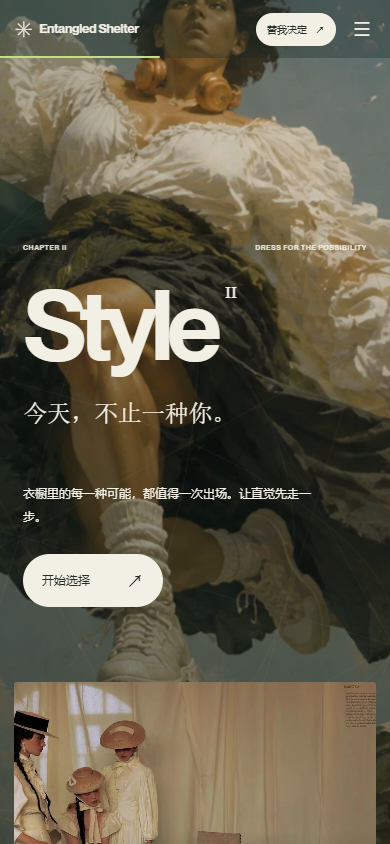 Entangled Shelter
替我决定 ↗
CHAPTER II
DRESS FOR THE POSSIBILITY
Style II
今天，不止一种你。
衣橱里的每一种可能，都值得一次出场。让直觉先走一
步。
开始选择 ↗